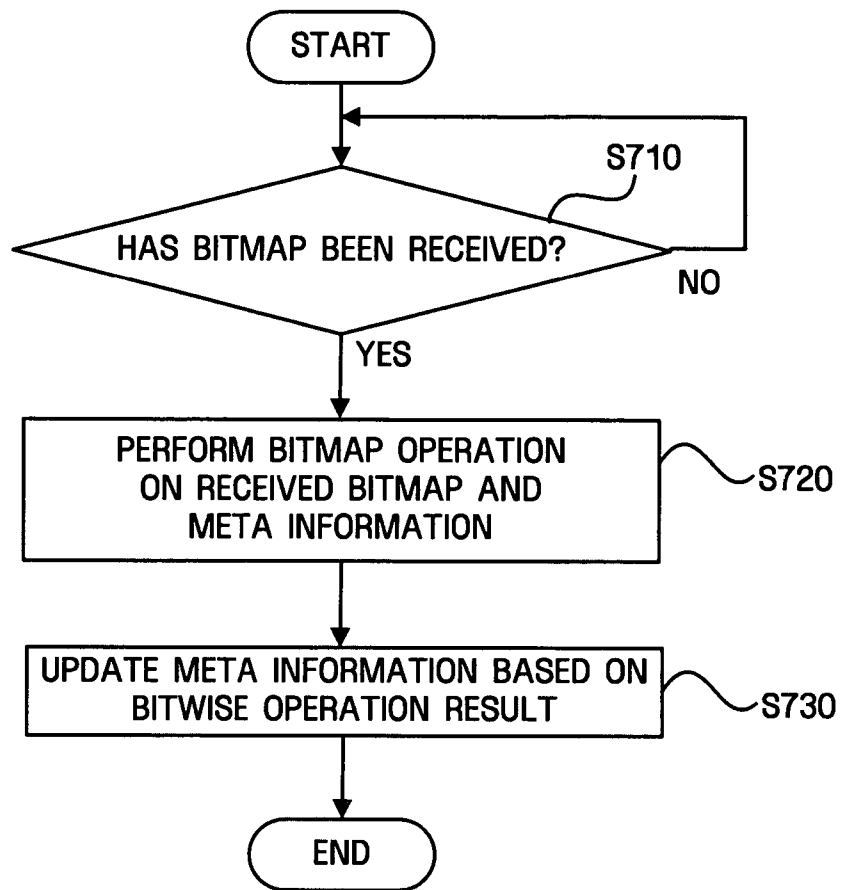 START
S710
HAS BITMAP BEEN RECEIVED?
NO
YES
PERFORM BITMAP OPERATION
ON RECEIVED BITMAP AND
META INFORMATION
S720
UPDATE META INFORMATION BASED ON
BITWISE OPERATION RESULT
S730
END